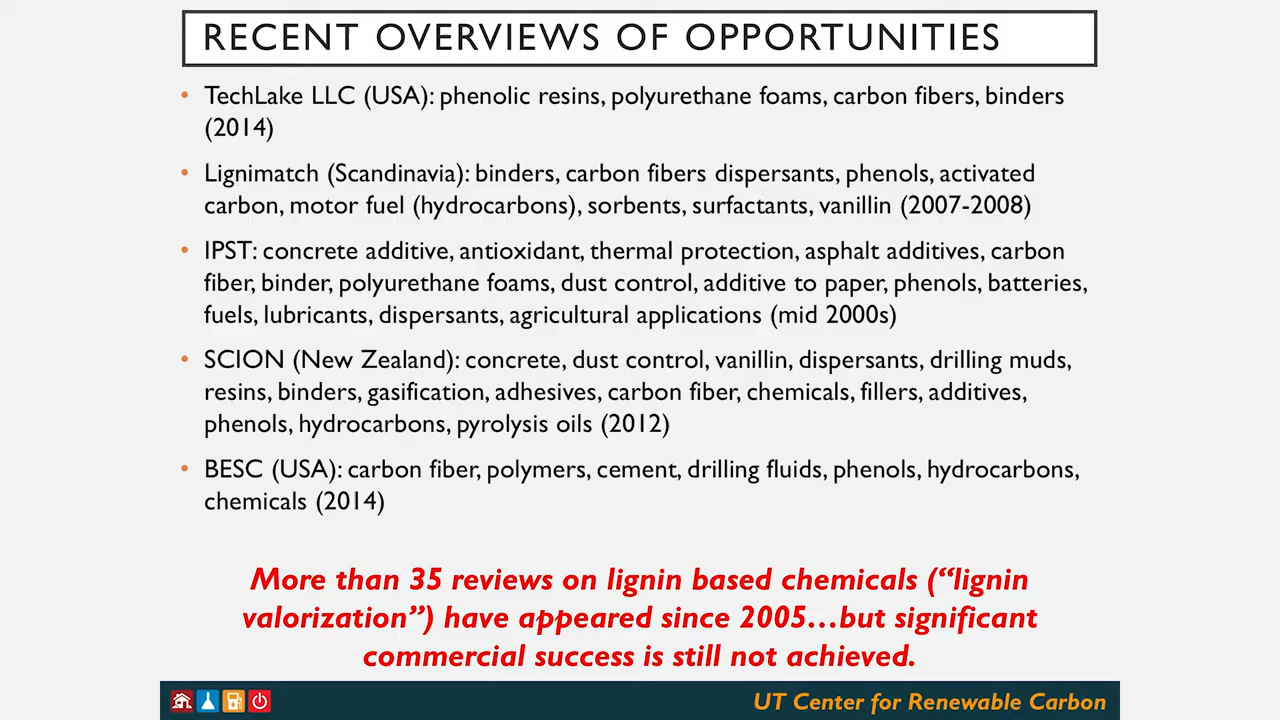 RECENT OVERVIEWS OF OPPORTUNITIES
• TechLake LLC (USA): phenolic resins, polyurethane foams, carbon fibers, binders
(2014)
• Lignimatch (Scandinavia): binders, carbon fibers dispersants, phenols, activated
carbon, motor fuel (hydrocarbons), sorbents, surfactants, vanillin (2007-2008)
• IPST: concrete additive, antioxidant, thermal protection, asphalt additives, carbon
fiber, binder, polyurethane foams, dust control, additive to paper, phenols, batteries,
fuels, lubricants, dispersants, agricultural applications (mid 2000s)
• SCION (New Zealand): concrete, dust control, vanillin, dispersants, drilling muds,
resins, binders, gasification, adhesives, carbon fiber, chemicals, fillers, additives,
phenols, hydrocarbons, pyrolysis oils (2012)
• BESC (USA): carbon fiber, polymers, cement, drilling fluids, phenols, hydrocarbons,
chemicals (2014)
More than 35 reviews on lignin based chemicals (“lignin
valorization”) have appeared since 2005…but significant
commercial success is still not achieved.
UT Center for Renewable Carbon